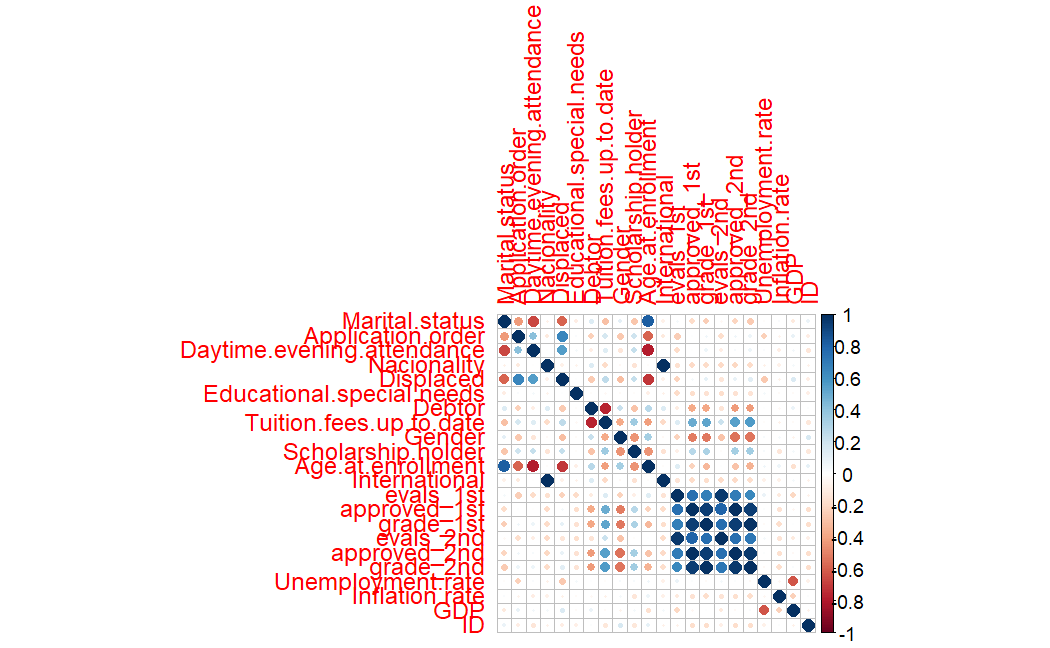 Marital.status
Application.order
Daytime.evening.attendance
Nacionality
Displaced
Educational.special.needs
Debtor
Tuition.fees.up.to.date
Gender
Scholarship.holder
Age.at.enrollment
International
evals_1st
approved_1st
grade_1st
evals_2nd
approved_2nd
grade_2nd
Unemployment.rate
Inflation.rate
GDP
ID
Marital.status
Application.order
Daytime.evening.attendance
Nacionality
Displaced
Educational.special.needs
Debtor
Tuition.fees.up.to.date
Gender
Scholarship.holder
Age.at.enrollment
International
evals_1st
approved_1st
grade_1st
evals_2nd
approved_2nd
grade_2nd
Unemployment.rate
Inflation.rate
GDP
ID
1
0.8
0.6
0.4
0.2
0
-0.2
-0.4
-0.6
-0.8
-1